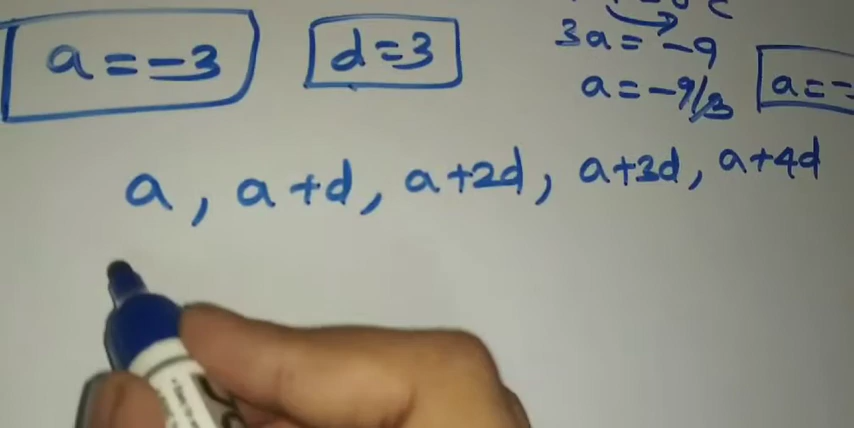 a = -3
d = 3
3a = -9
a = -9/3
a =
a , a + d , a + 2d , a + 3d , a + 4d